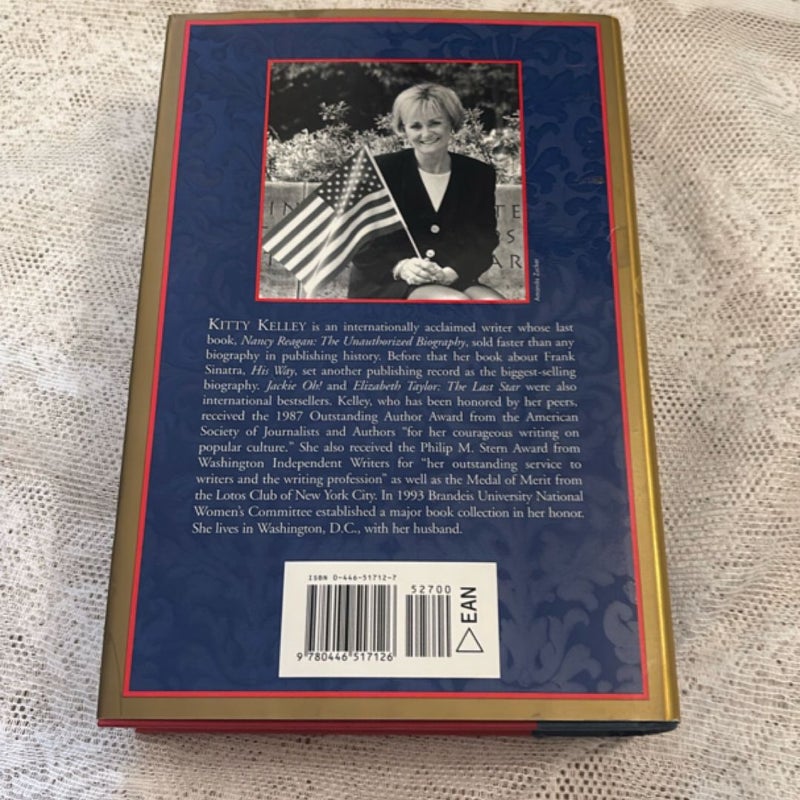 IN
TE
BS
AR
Amanda Zucker
KITTY KELLEY is an internationally acclaimed writer whose last
book, Nancy Reagan: The Unauthorized Biography, sold faster than any
biography in publishing history. Before that her book about Frank
Sinatra, His Way, set another publishing record as the biggest-selling
biography. Jackie Oh! and Elizabeth Taylor: The Last Star were also
international bestsellers. Kelley, who has been honored by her peers,
received the 1987 Outstanding Author Award from the American
Society of Journalists and Authors "for her courageous writing on
popular culture." She also received the Philip M. Stern Award from
Washington Independent Writers for "her outstanding service to
writers and the writing profession" as well as the Medal of Merit from
the Lotos Club of New York City. In 1993 Brandeis University National
Women's Committee established a major book collection in her honor.
She lives in Washington, D.C., with her husband.
ISBN 0-446-51712-7
52700
9 780446 517126
EAN